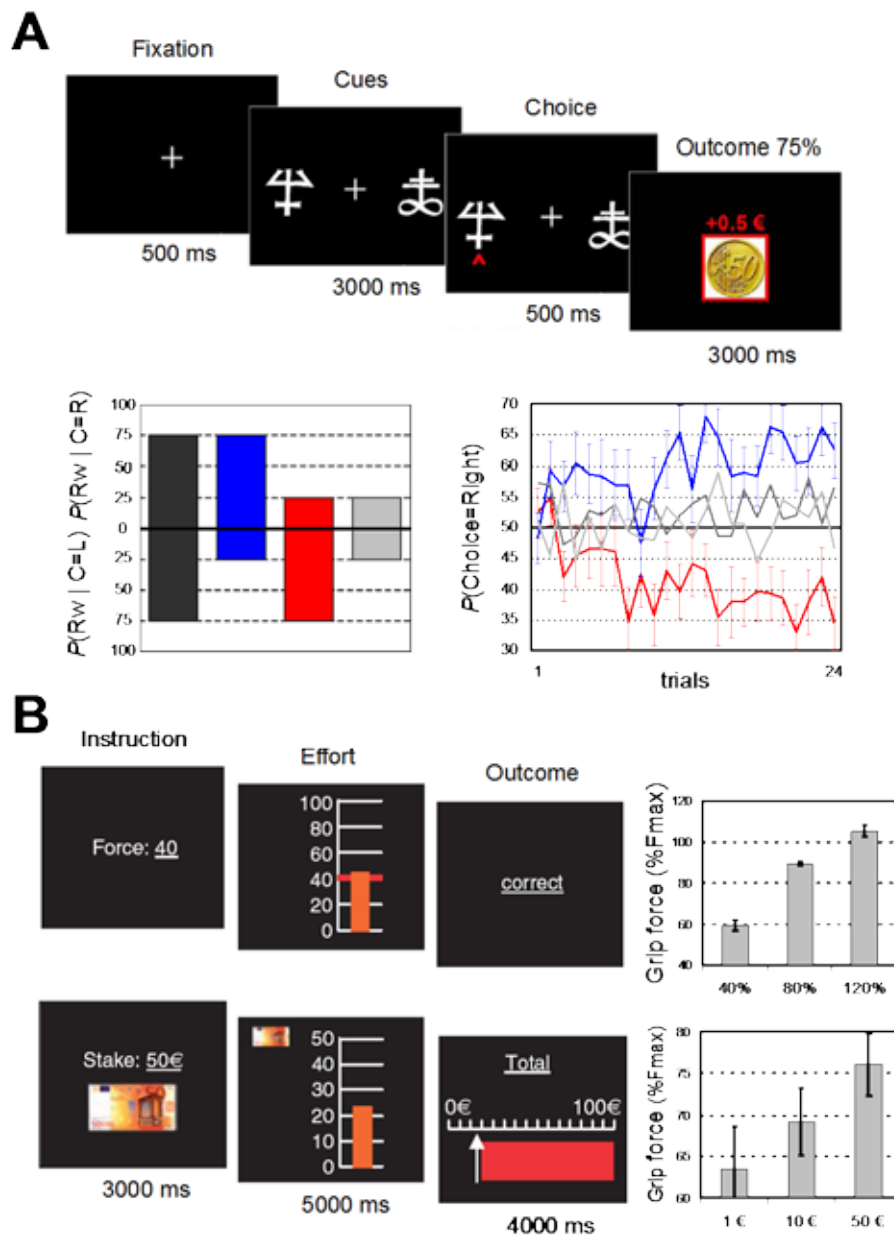 A
Fixation
Cues
Choice
Outcome 75%
+0.5 €
50
500 ms
3000 ms
500 ms
3000 ms
P(Rw | C=L) P(Rw | C=R)
100
75
50
25
0
25
50
75
100
P(Choice=Right)
70
65
60
55
50
45
40
35
30
1
24
trials
B
Instruction
Effort
Outcome
Force: 40
100
80
60
40
20
0
correct
Grip force (%Fmax)
120
100
80
60
40
40%
80%
120%
Stake: 50€
50
40
30
20
10
0
Total
0€
100€
Grip force (%Fmax)
80
75
70
65
60
1 €
10 €
50 €
3000 ms
5000 ms
4000 ms